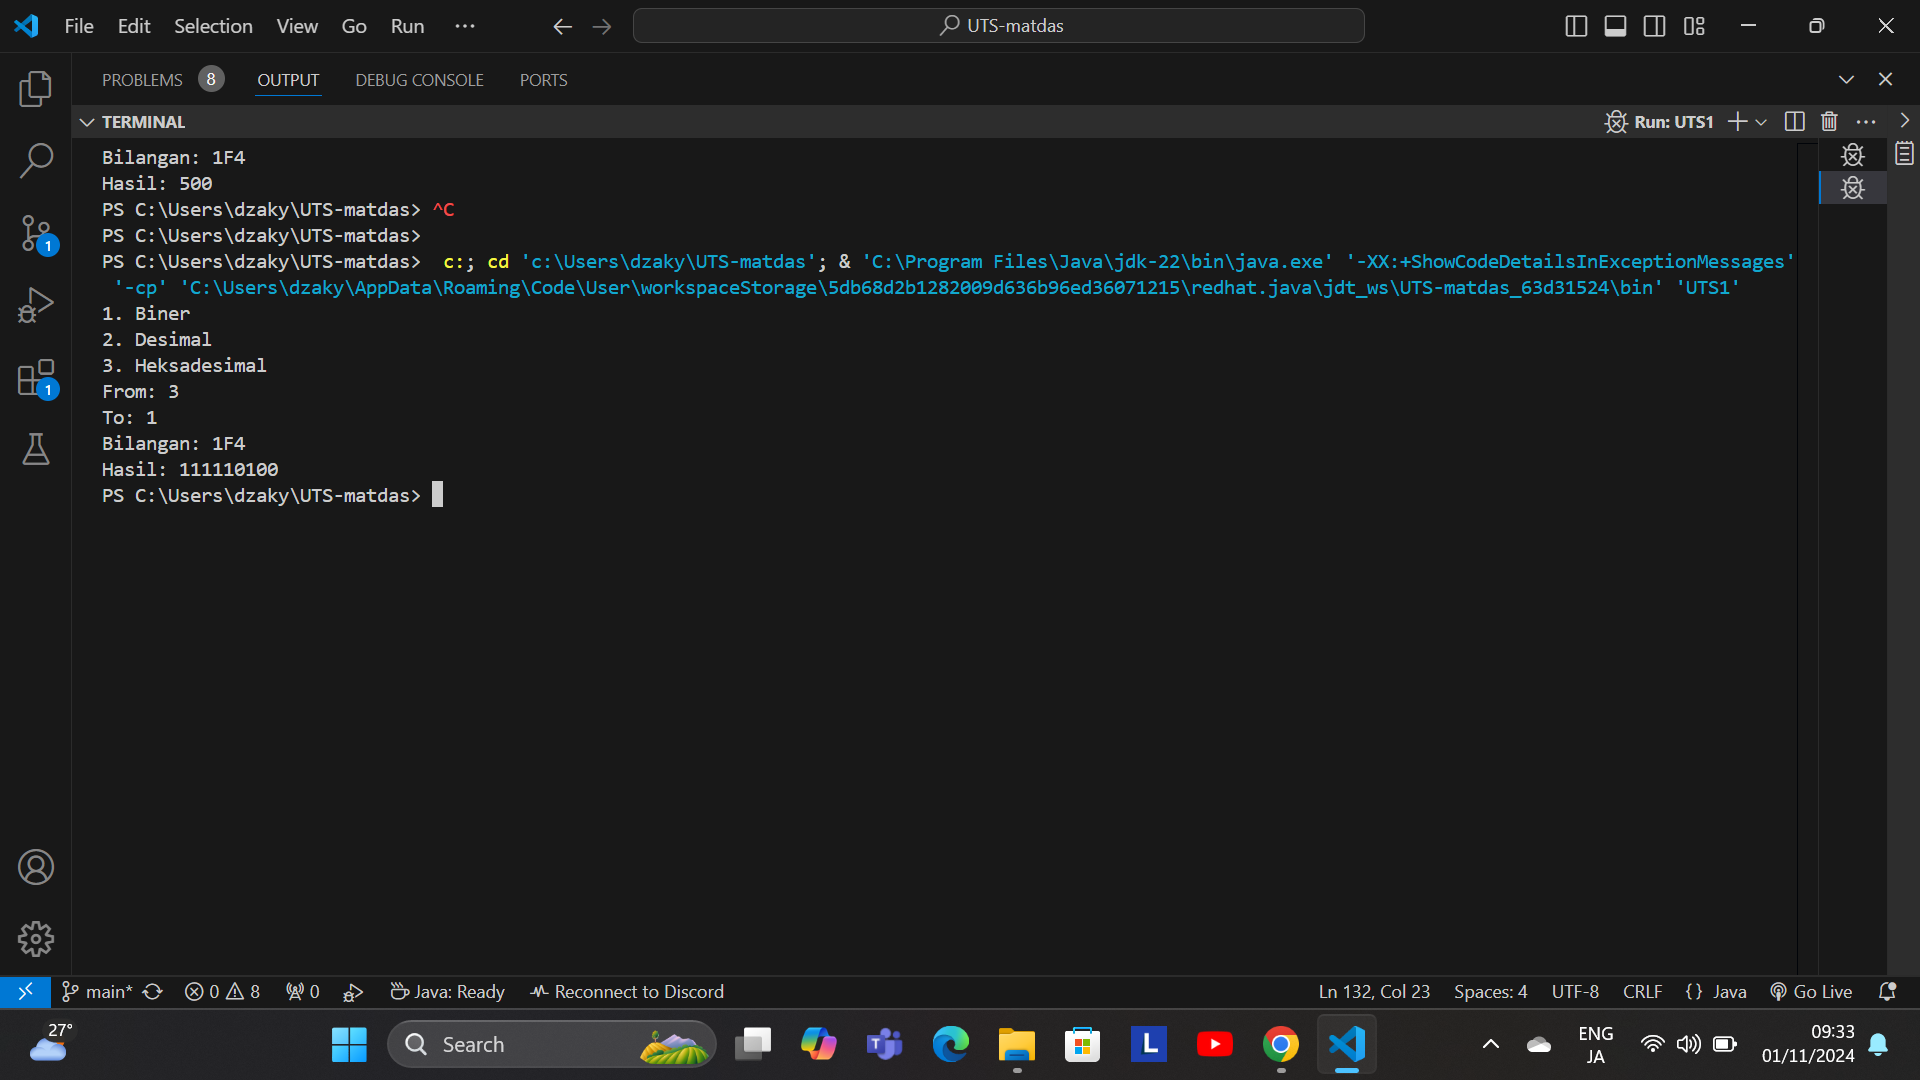 File Edit Selection View Go Run ···
UTS-matdas
PROBLEMS 8 OUTPUT DEBUG CONSOLE PORTS
TERMINAL
Run: UTS1
Bilangan: 1F4
Hasil: 500
PS C:\Users\dzaky\UTS-matdas> ^C
PS C:\Users\dzaky\UTS-matdas>
PS C:\Users\dzaky\UTS-matdas>  c:; cd 'c:\Users\dzaky\UTS-matdas'; & 'C:\Program Files\Java\jdk-22\bin\java.exe' '-XX:+ShowCodeDetailsInExceptionMessages'
'-cp' 'C:\Users\dzaky\AppData\Roaming\Code\User\workspaceStorage\5db68d2b1282009d636b96ed36071215\redhat.java\jdt_ws\UTS-matdas_63d31524\bin' 'UTS1'
1. Biner
2. Desimal
3. Heksadesimal
From: 3
To: 1
Bilangan: 1F4
Hasil: 111110100
PS C:\Users\dzaky\UTS-matdas>
1
1
main* 0 8 0 Java: Ready Reconnect to Discord Ln 132, Col 23 Spaces: 4 UTF-8 CRLF {} Java Go Live
27°
Search
T
L
ENG
JA
09:33
01/11/2024